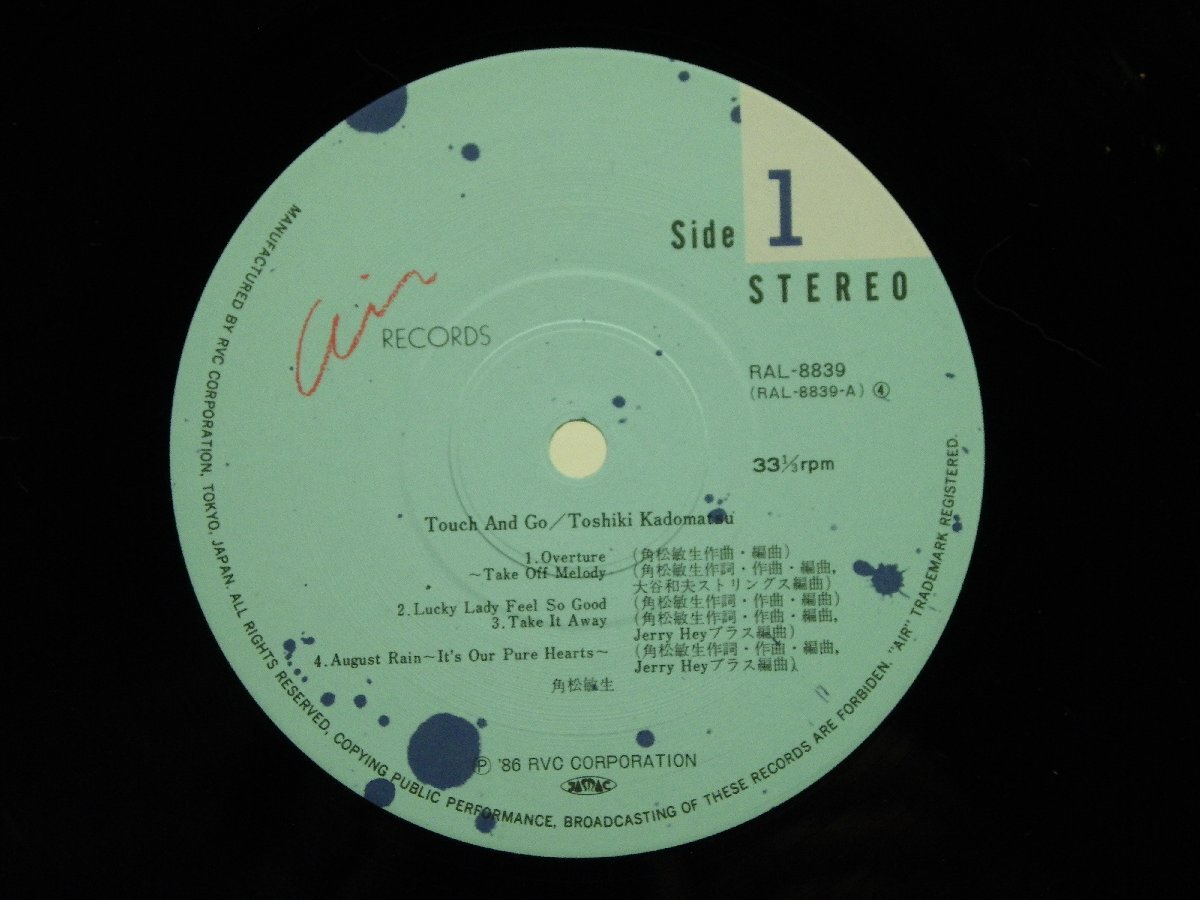 Side 1
STEREO
Air
RECORDS
RAL-8839
(RAL-8839-A) ④
33⅓rpm
Touch And Go／Toshiki Kadomatsu
1.Overture (角松敏生作曲・編曲)
～Take Off Melody (角松敏生作詞・作曲・編曲,
大谷和夫ストリングス編曲)
2.Lucky Lady Feel So Good (角松敏生作詞・作曲・編曲)
3.Take It Away (角松敏生作詞・作曲・編曲,
Jerry Heyブラス編曲)
4.August Rain～It's Our Pure Hearts～ (角松敏生作詞・作曲・編曲,
Jerry Heyブラス編曲)
角松敏生
Ⓟ '86 RVC CORPORATION
JASRAC
MANUFACTURED BY RVC CORPORATION, TOKYO, JAPAN. ALL RIGHTS RESERVED, COPYING PUBLIC PERFORMANCE, BROADCASTING OF THESE RECORDS ARE FORBIDEN. "AIR" TRADEMARK REGISTERED.